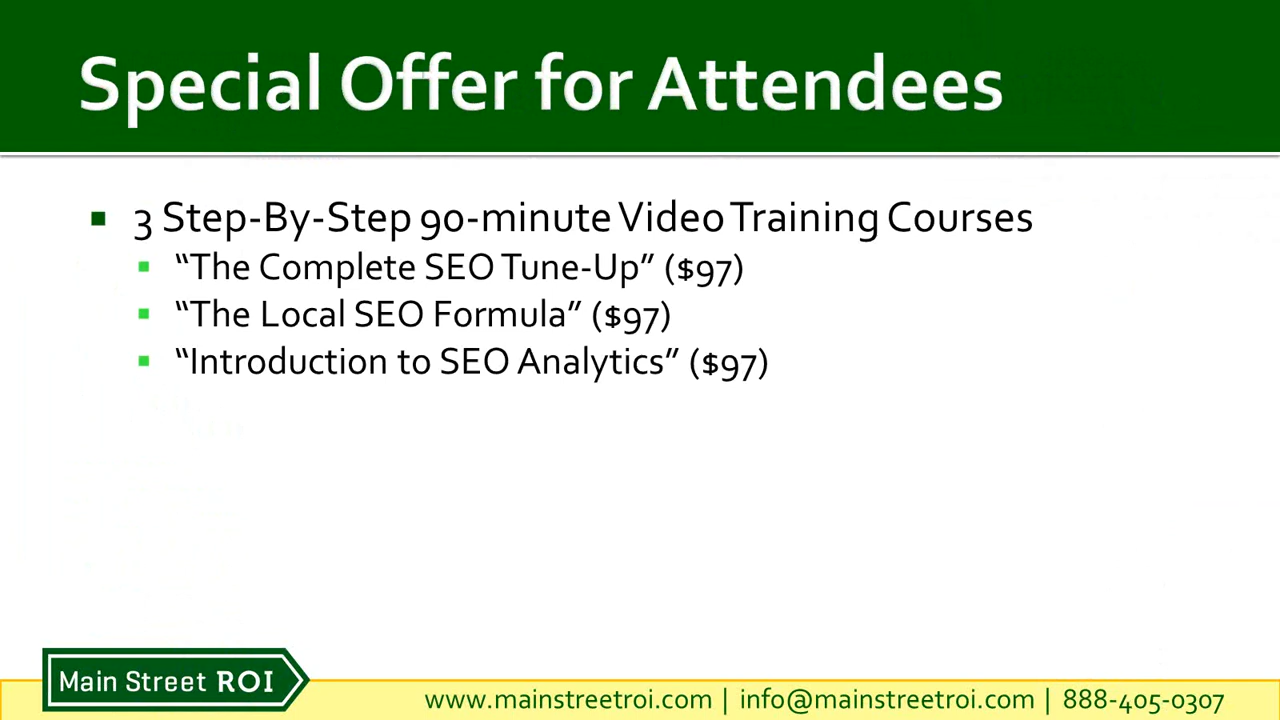 Special Offer for Attendees
3 Step-By-Step 90-minute Video Training Courses
“The Complete SEO Tune-Up” ($97)
“The Local SEO Formula” ($97)
“Introduction to SEO Analytics” ($97)
Main Street ROI
www.mainstreetroi.com | info@mainstreetroi.com | 888-405-0307